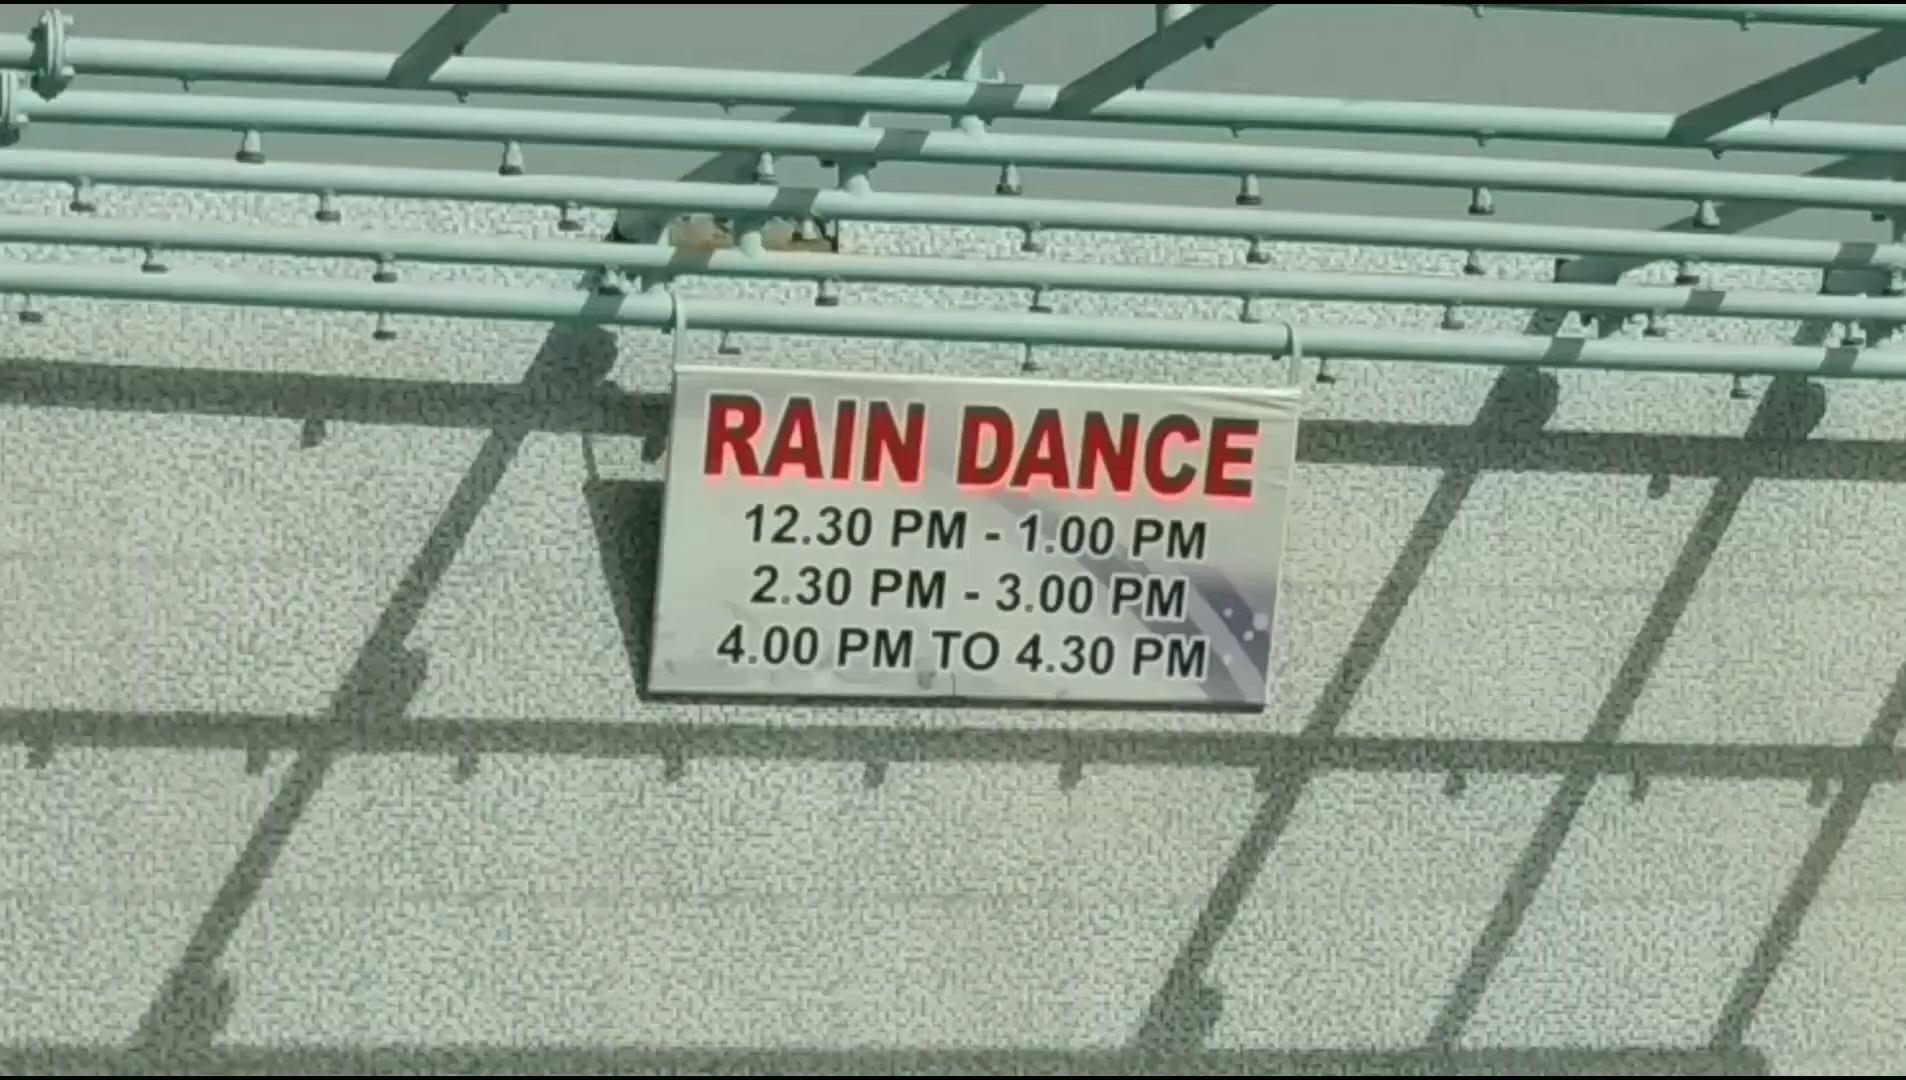 RAIN DANCE
12.30 PM - 1.00 PM
2.30 PM - 3.00 PM
4.00 PM TO 4.30 PM